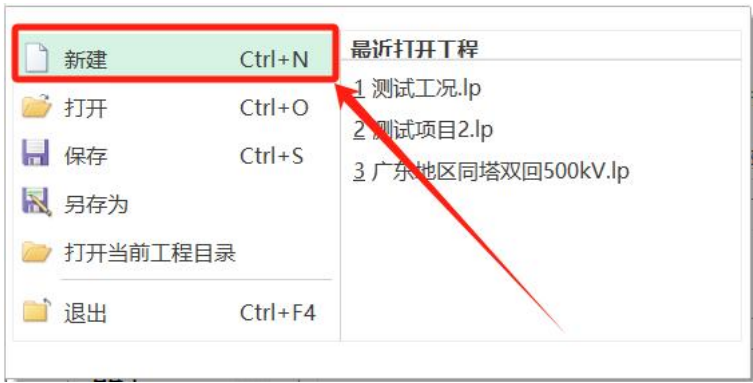 新建 Ctrl+N
打开 Ctrl+O
保存 Ctrl+S
另存为
打开当前工程目录
退出 Ctrl+F4
最近打开工程
1 测试工况.lp
2 测试项目2.lp
3 广东地区同塔双回500kV.lp